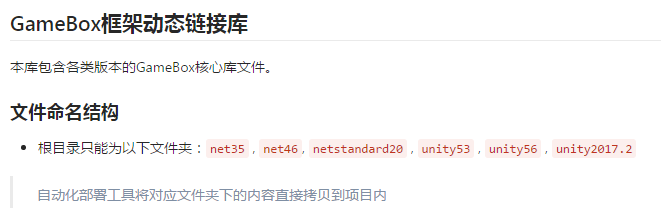 GameBox框架动态链接库
本库包含各类版本的GameBox核心库文件。
文件命名结构
根目录只能为以下文件夹：net35，net46，netstandard20，unity53，unity56，unity2017.2
自动化部署工具将对应文件夹下的内容直接拷贝到项目内